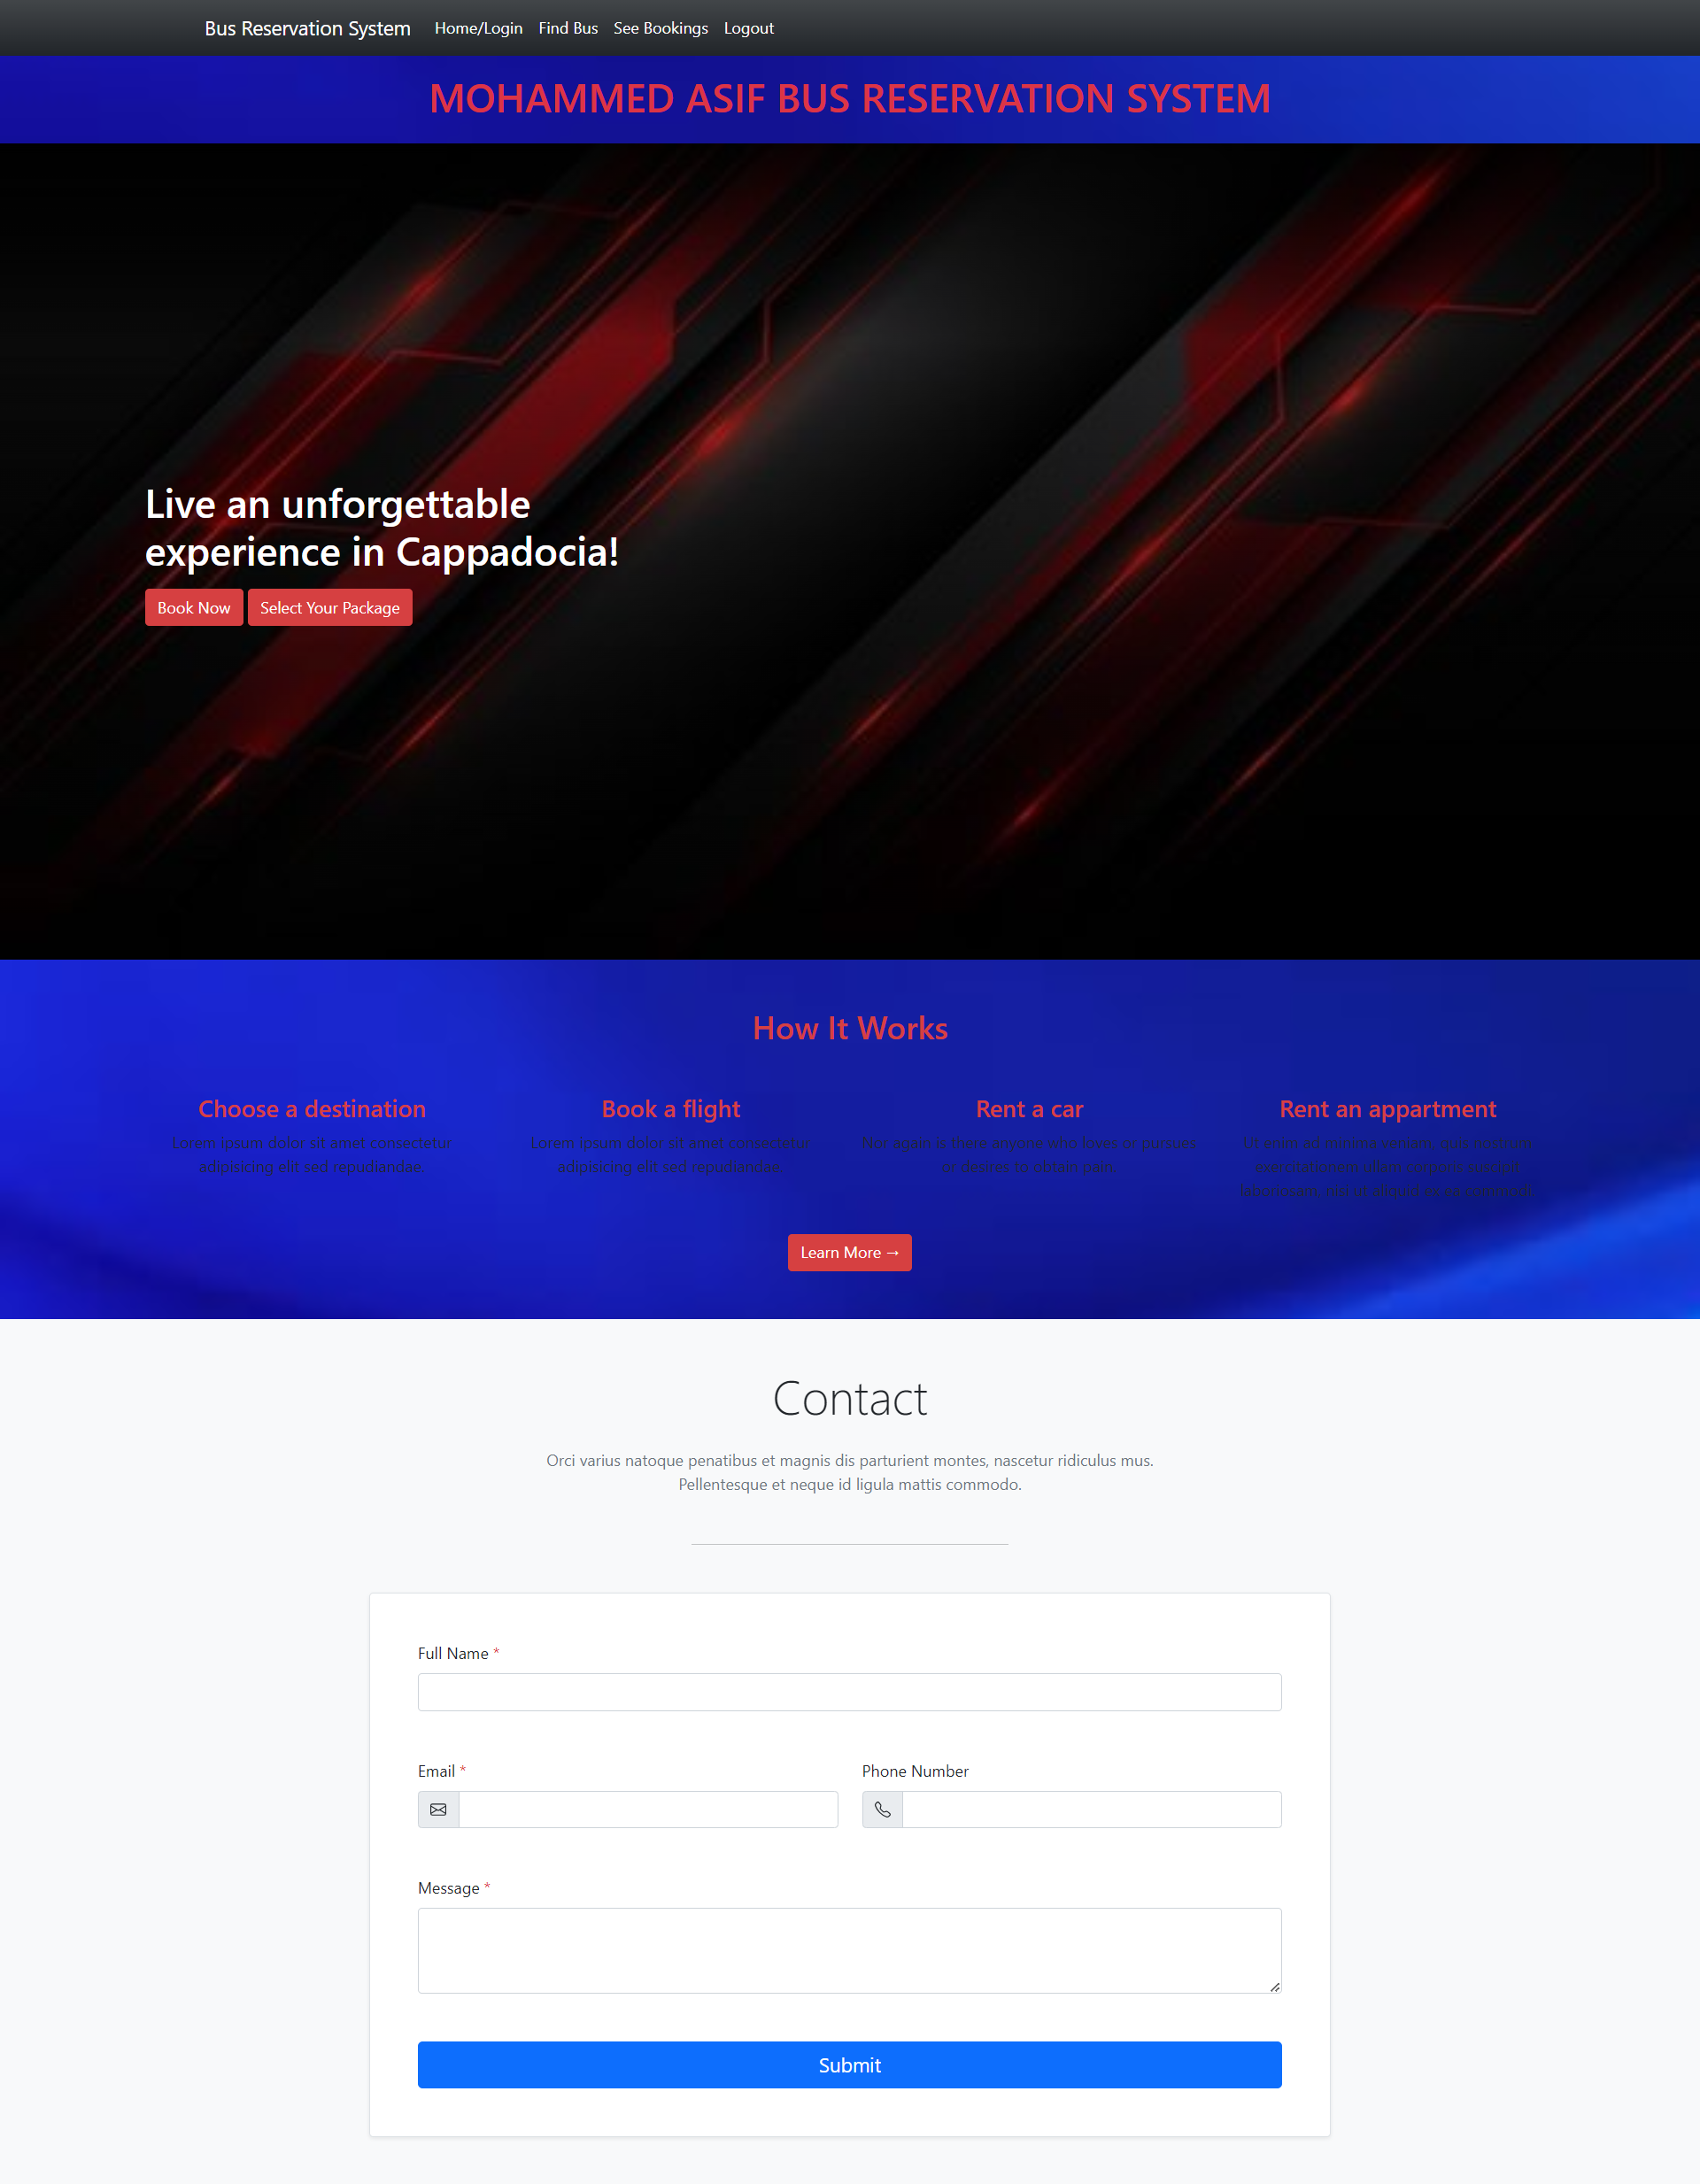 Bus Reservation System Home/Login Find Bus See Bookings Logout
MOHAMMED ASIF BUS RESERVATION SYSTEM
Live an unforgettable
experience in Cappadocia!
Book Now Select Your Package
How It Works
Choose a destination
Lorem ipsum dolor sit amet consectetur
adipisicing elit sed repudiandae.
Book a flight
Lorem ipsum dolor sit amet consectetur
adipisicing elit sed repudiandae.
Rent a car
Nor again is there anyone who loves or pursues
or desires to obtain pain.
Rent an appartment
Ut enim ad minima veniam, quis nostrum
exercitationem ullam corporis suscipit
laboriosam, nisi ut aliquid ex ea commodi.
Learn More →
Contact
Orci varius natoque penatibus et magnis dis parturient montes, nascetur ridiculus mus.
Pellentesque et neque id ligula mattis commodo.
Full Name *
Email *
Phone Number
Message *
Submit